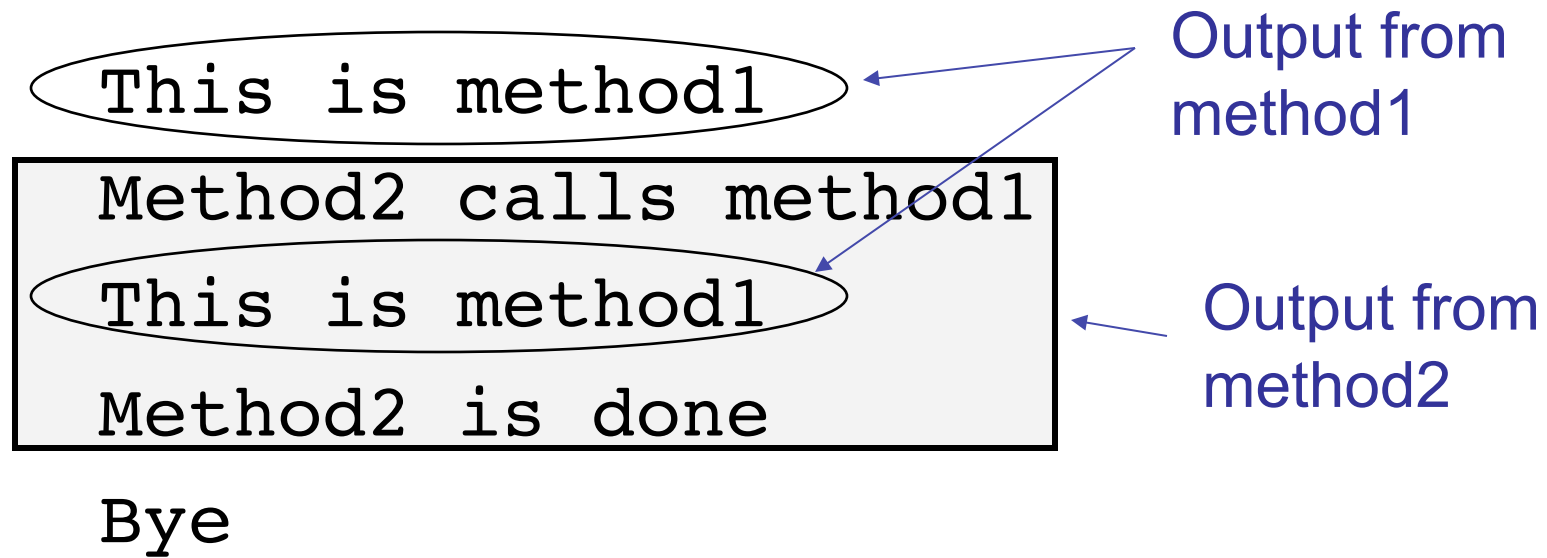 This is method1
Method2 calls method1
This is method1
Method2 is done
Bye
Output from
method1
Output from
method2